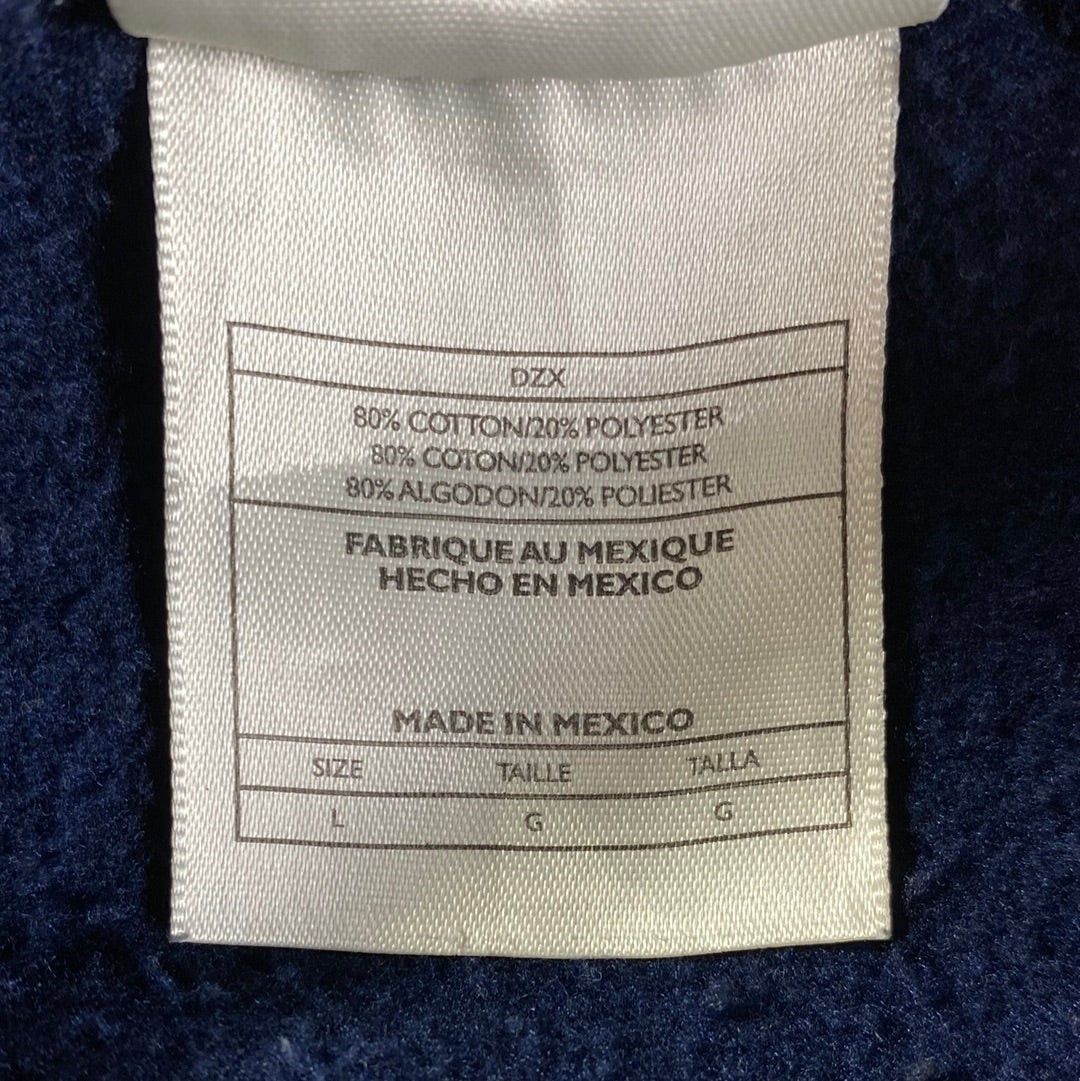 DZX
80% COTTON/20% POLYESTER
80% COTON/20% POLYESTER
80% ALGODON/20% POLIESTER
FABRIQUE AU MEXIQUE
HECHO EN MEXICO
MADE IN MEXICO
SIZE TAILLE TALLA
L G G